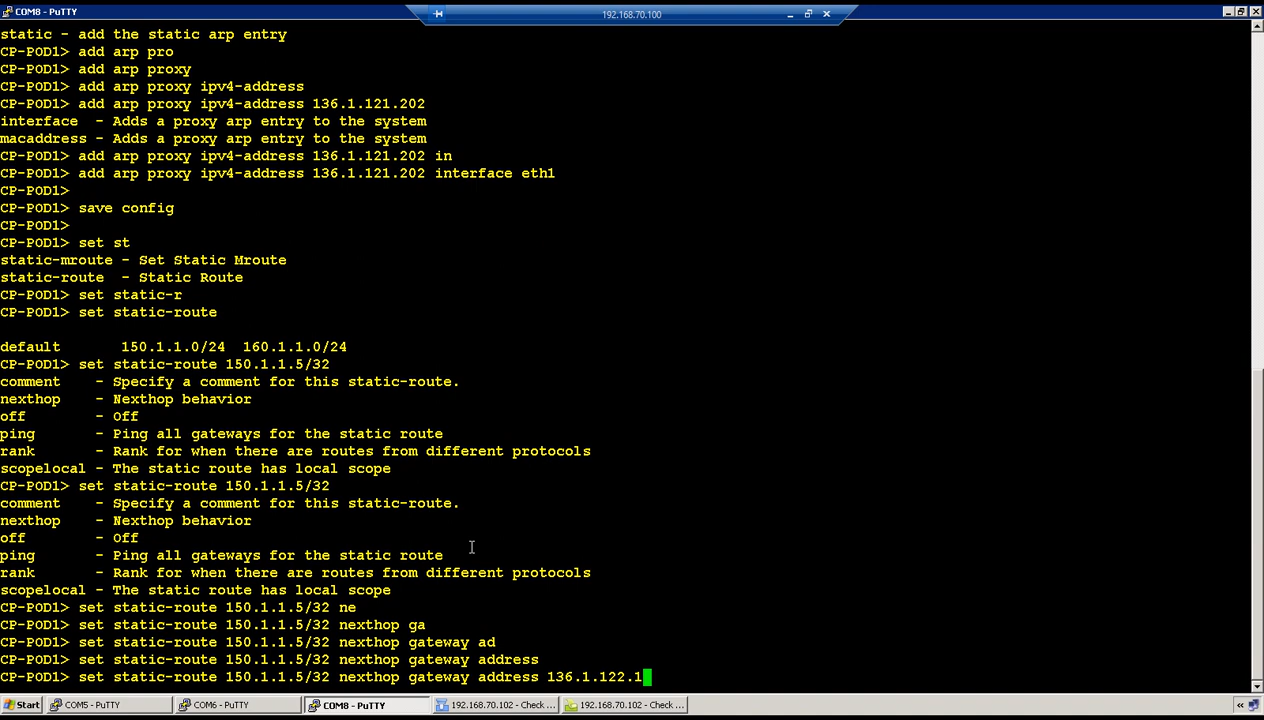 COM8 - PuTTY
192.168.70.100
static - add the static arp entry
CP-POD1> add arp pro
CP-POD1> add arp proxy
CP-POD1> add arp proxy ipv4-address
CP-POD1> add arp proxy ipv4-address 136.1.121.202
interface  - Adds a proxy arp entry to the system
macaddress - Adds a proxy arp entry to the system
CP-POD1> add arp proxy ipv4-address 136.1.121.202 in
CP-POD1> add arp proxy ipv4-address 136.1.121.202 interface eth1
CP-POD1>
CP-POD1> save config
CP-POD1>
CP-POD1> set st
static-mroute - Set Static Mroute
static-route  - Static Route
CP-POD1> set static-r
CP-POD1> set static-route
default       150.1.1.0/24  160.1.1.0/24
CP-POD1> set static-route 150.1.1.5/32
comment    - Specify a comment for this static-route.
nexthop    - Nexthop behavior
off        - Off
ping       - Ping all gateways for the static route
rank       - Rank for when there are routes from different protocols
scopelocal - The static route has local scope
CP-POD1> set static-route 150.1.1.5/32
comment    - Specify a comment for this static-route.
nexthop    - Nexthop behavior
off        - Off
ping       - Ping all gateways for the static route
rank       - Rank for when there are routes from different protocols
scopelocal - The static route has local scope
CP-POD1> set static-route 150.1.1.5/32 ne
CP-POD1> set static-route 150.1.1.5/32 nexthop ga
CP-POD1> set static-route 150.1.1.5/32 nexthop gateway ad
CP-POD1> set static-route 150.1.1.5/32 nexthop gateway address
CP-POD1> set static-route 150.1.1.5/32 nexthop gateway address 136.1.122.1
Start
COM5 - PuTTY
COM6 - PuTTY
COM8 - PuTTY
192.168.70.102 - Check ...
192.168.70.102 - Check ...